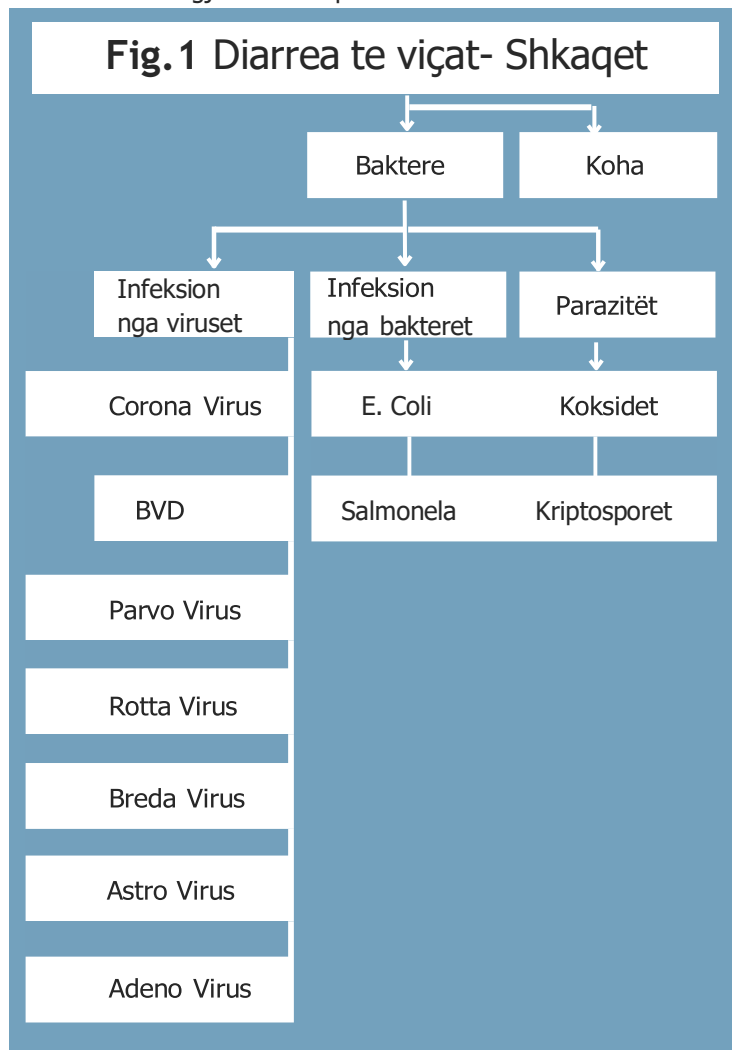 Fig.1 Diarrea te viçat- Shkaqet
Baktere
Koha
Infeksion
nga viruset
Infeksion
nga bakteret
Parazitët
Corona Virus
E. Coli
Koksidet
BVD
Salmonela
Kriptosporet
Parvo Virus
Rotta Virus
Breda Virus
Astro Virus
Adeno Virus